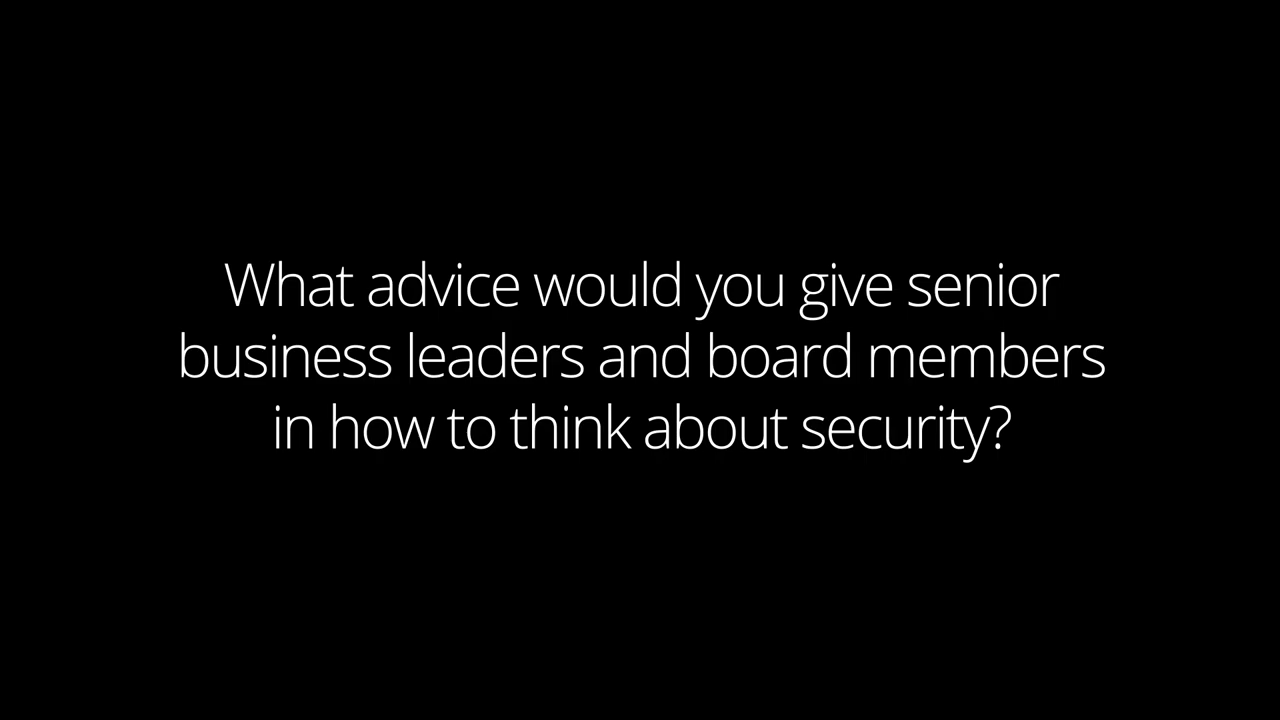 What advice would you give senior
business leaders and board members
in how to think about security?